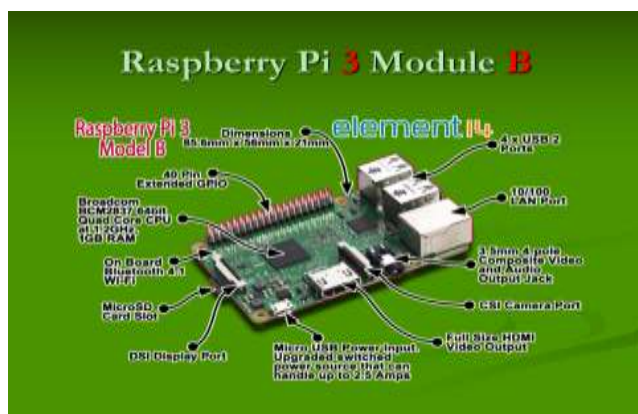 Raspberry Pi 3 Module B
Raspberry Pi 3
Model B
Dimensions
85.6mm x 56mm x 21mm
element14
4 x USB 2
Ports
40 Pin
Extended GPIO
10/100
LAN Port
Broadcom
BCM2837 64bit
Quad Core CPU
at 1.2GHz,
1GB RAM
3.5mm 4-pole
Composite Video
and Audio
Output Jack
On Board
Bluetooth 4.1
Wi-Fi
CSI Camera Port
MicroSD
Card Slot
Full Size HDMI
Video Output
DSI Display Port
Micro USB Power Input.
Upgraded switched
power source that can
handle up to 2.5 Amps